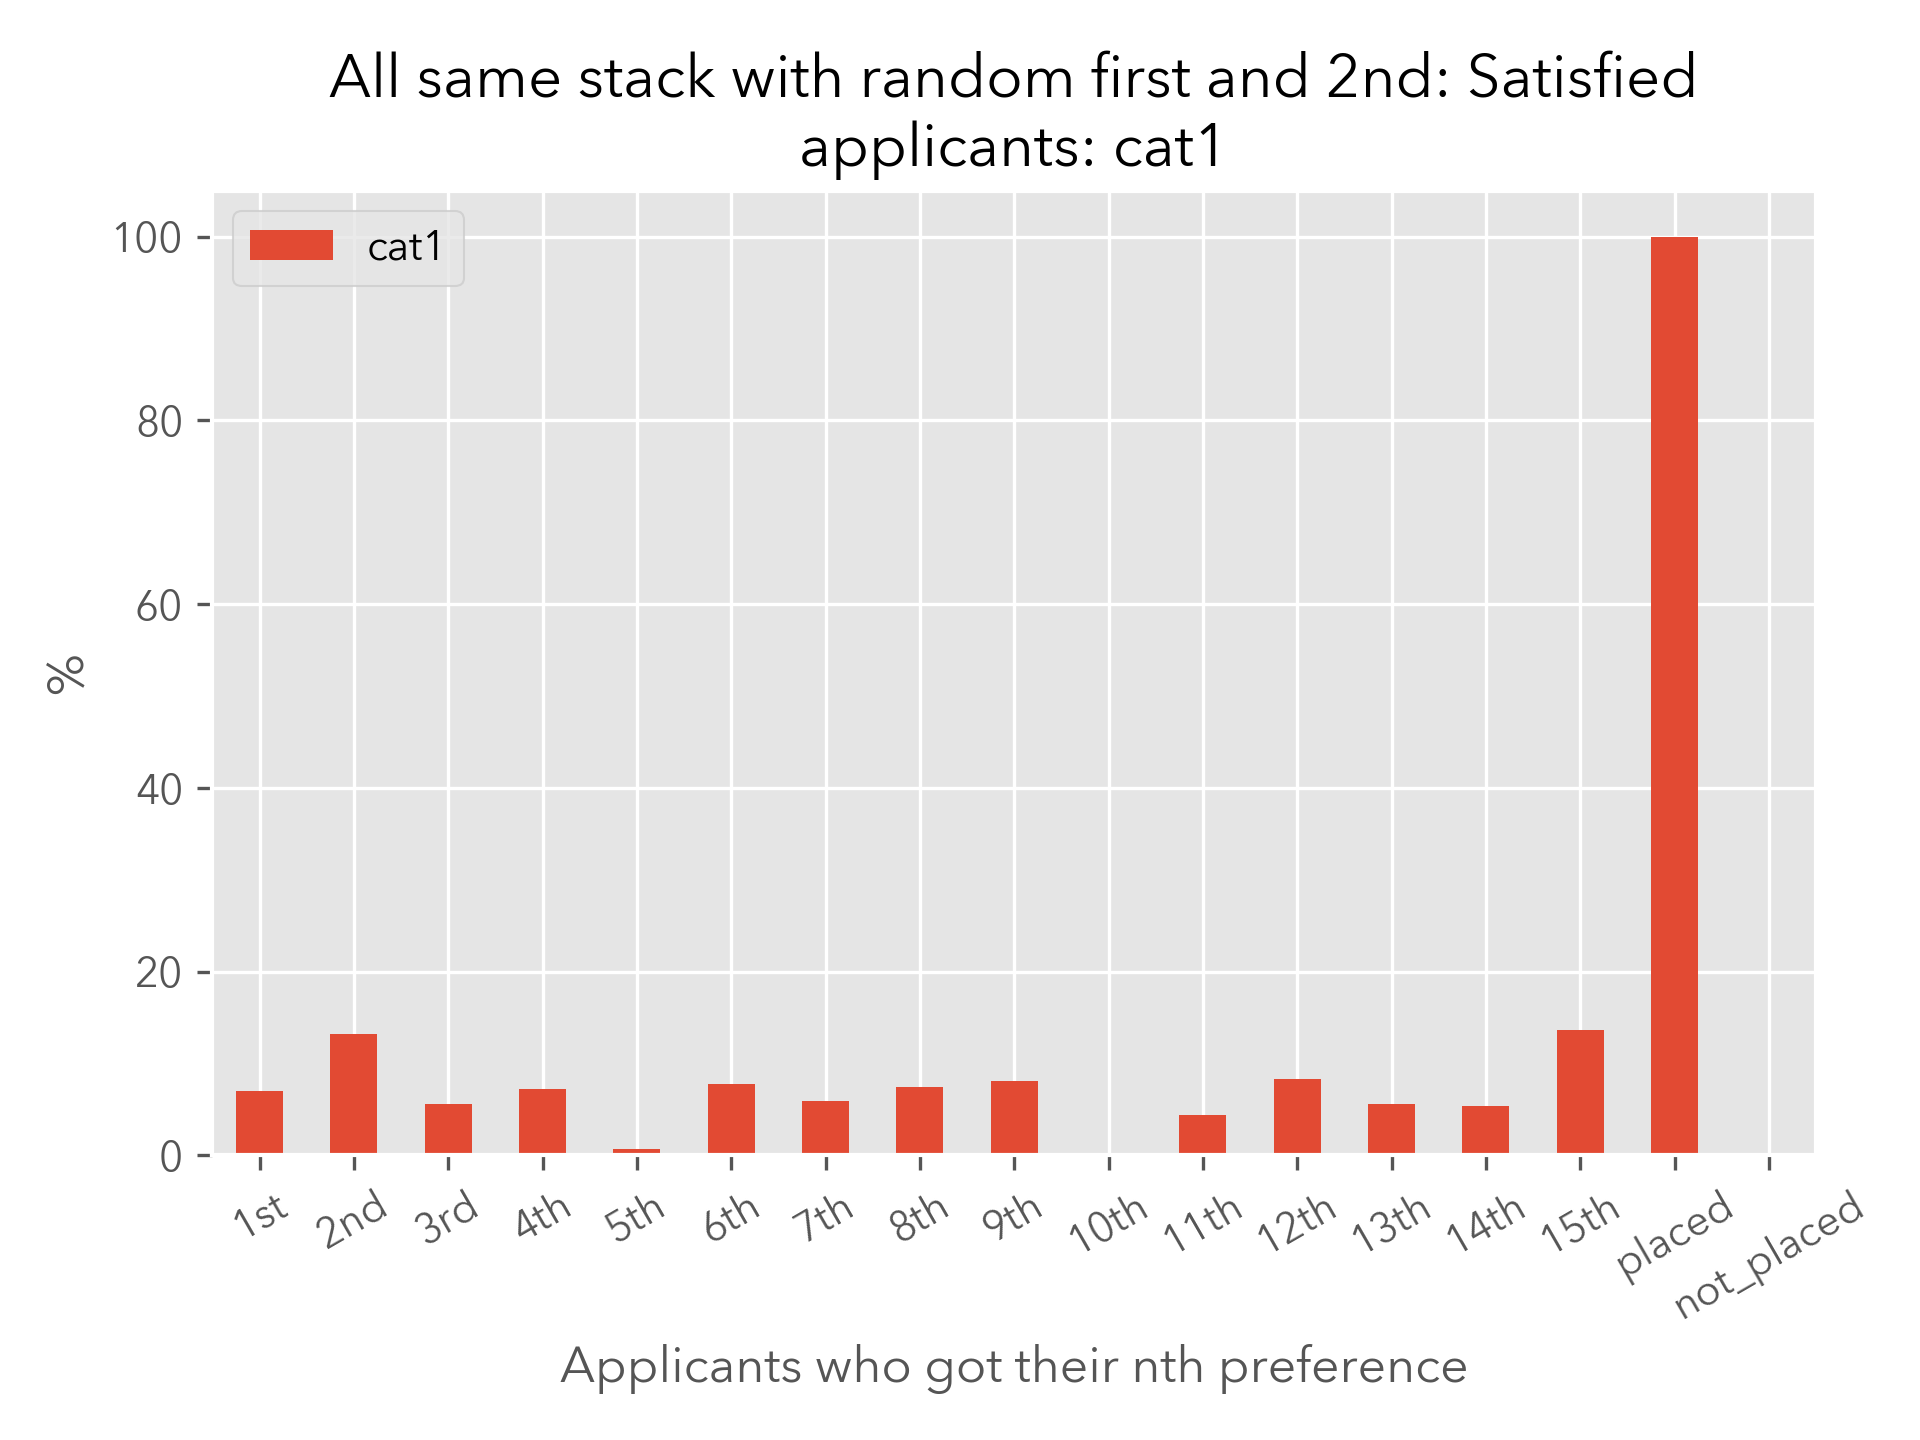 All same stack with random first and 2nd: Satisfied
applicants: cat1
cat1
100
80
60
40
20
0
%
1st
2nd
3rd
4th
5th
6th
7th
8th
9th
10th
11th
12th
13th
14th
15th
placed
not_placed
Applicants who got their nth preference